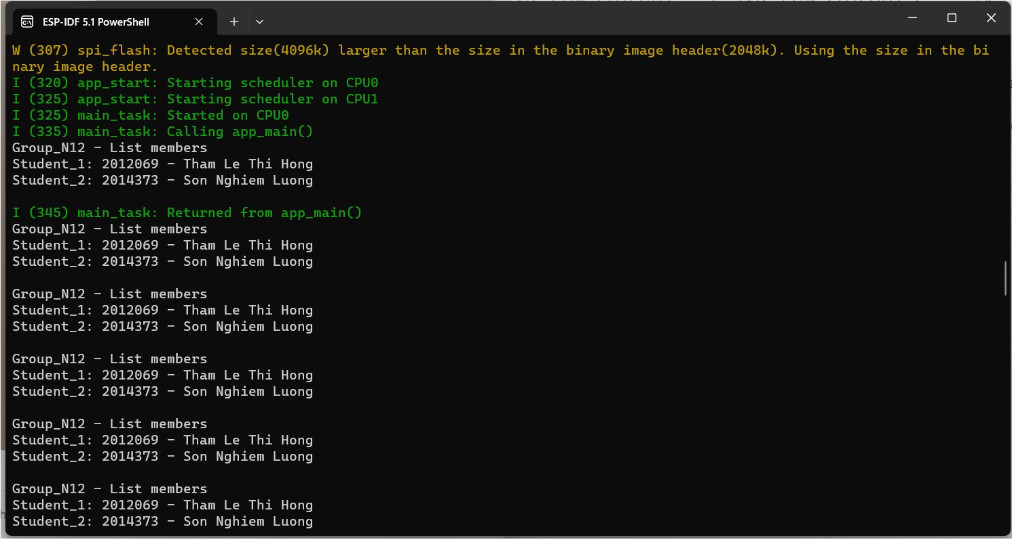 ESP-IDF 5.1 PowerShell
W (307) spi_flash: Detected size(4096k) larger than the size in the binary image header(2048k). Using the size in the bi
nary image header.
I (320) app_start: Starting scheduler on CPU0
I (325) app_start: Starting scheduler on CPU1
I (325) main_task: Started on CPU0
I (335) main_task: Calling app_main()
Group_N12 - List members
Student_1: 2012069 - Tham Le Thi Hong
Student_2: 2014373 - Son Nghiem Luong
I (345) main_task: Returned from app_main()
Group_N12 - List members
Student_1: 2012069 - Tham Le Thi Hong
Student_2: 2014373 - Son Nghiem Luong
Group_N12 - List members
Student_1: 2012069 - Tham Le Thi Hong
Student_2: 2014373 - Son Nghiem Luong
Group_N12 - List members
Student_1: 2012069 - Tham Le Thi Hong
Student_2: 2014373 - Son Nghiem Luong
Group_N12 - List members
Student_1: 2012069 - Tham Le Thi Hong
Student_2: 2014373 - Son Nghiem Luong
Group_N12 - List members
Student_1: 2012069 - Tham Le Thi Hong
Student_2: 2014373 - Son Nghiem Luong